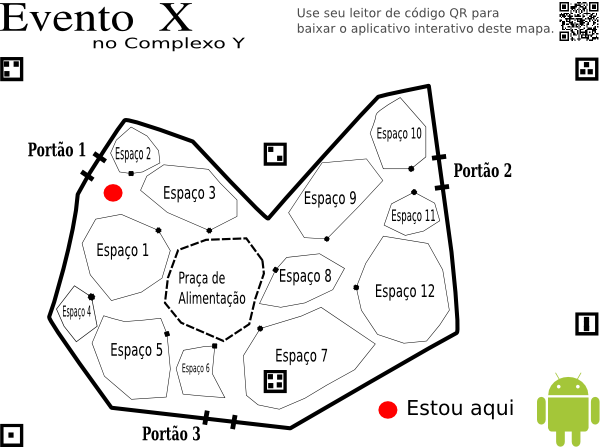 Evento X
no Complexo Y
Use seu leitor de código QR para
baixar o aplicativo interativo deste mapa.
Portão 1
Espaço 2
Espaço 10
Portão 2
Espaço 3
Espaço 9
Espaço 11
Espaço 1
Praça de
Alimentação
Espaço 8
Espaço 12
Espaço 4
Espaço 5
Espaço 6
Espaço 7
Estou aqui
Portão 3